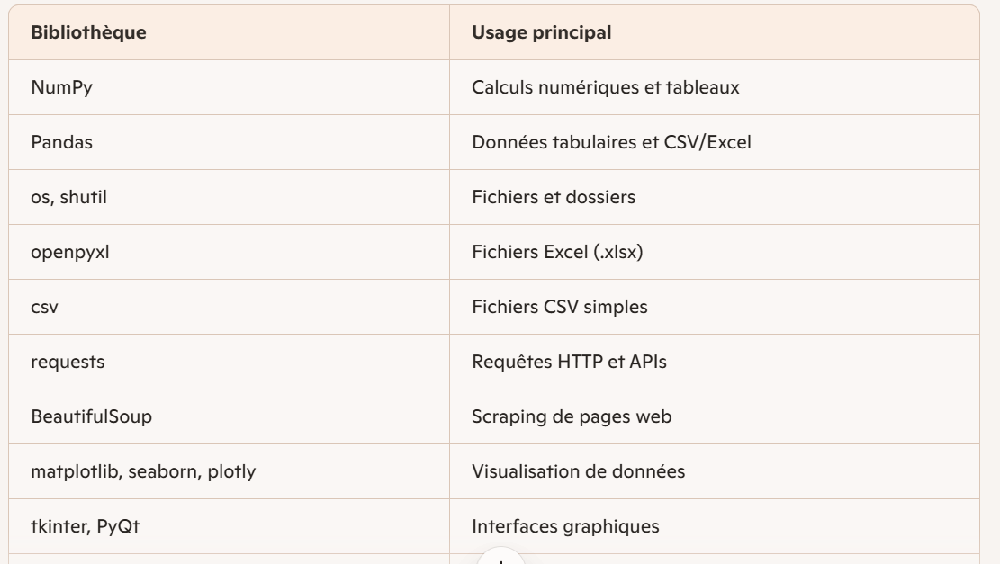 Bibliothèque Usage principal
NumPy Calculs numériques et tableaux
Pandas Données tabulaires et CSV/Excel
os, shutil Fichiers et dossiers
openpyxl Fichiers Excel (.xlsx)
csv Fichiers CSV simples
requests Requêtes HTTP et APIs
BeautifulSoup Scraping de pages web
matplotlib, seaborn, plotly Visualisation de données
tkinter, PyQt Interfaces graphiques